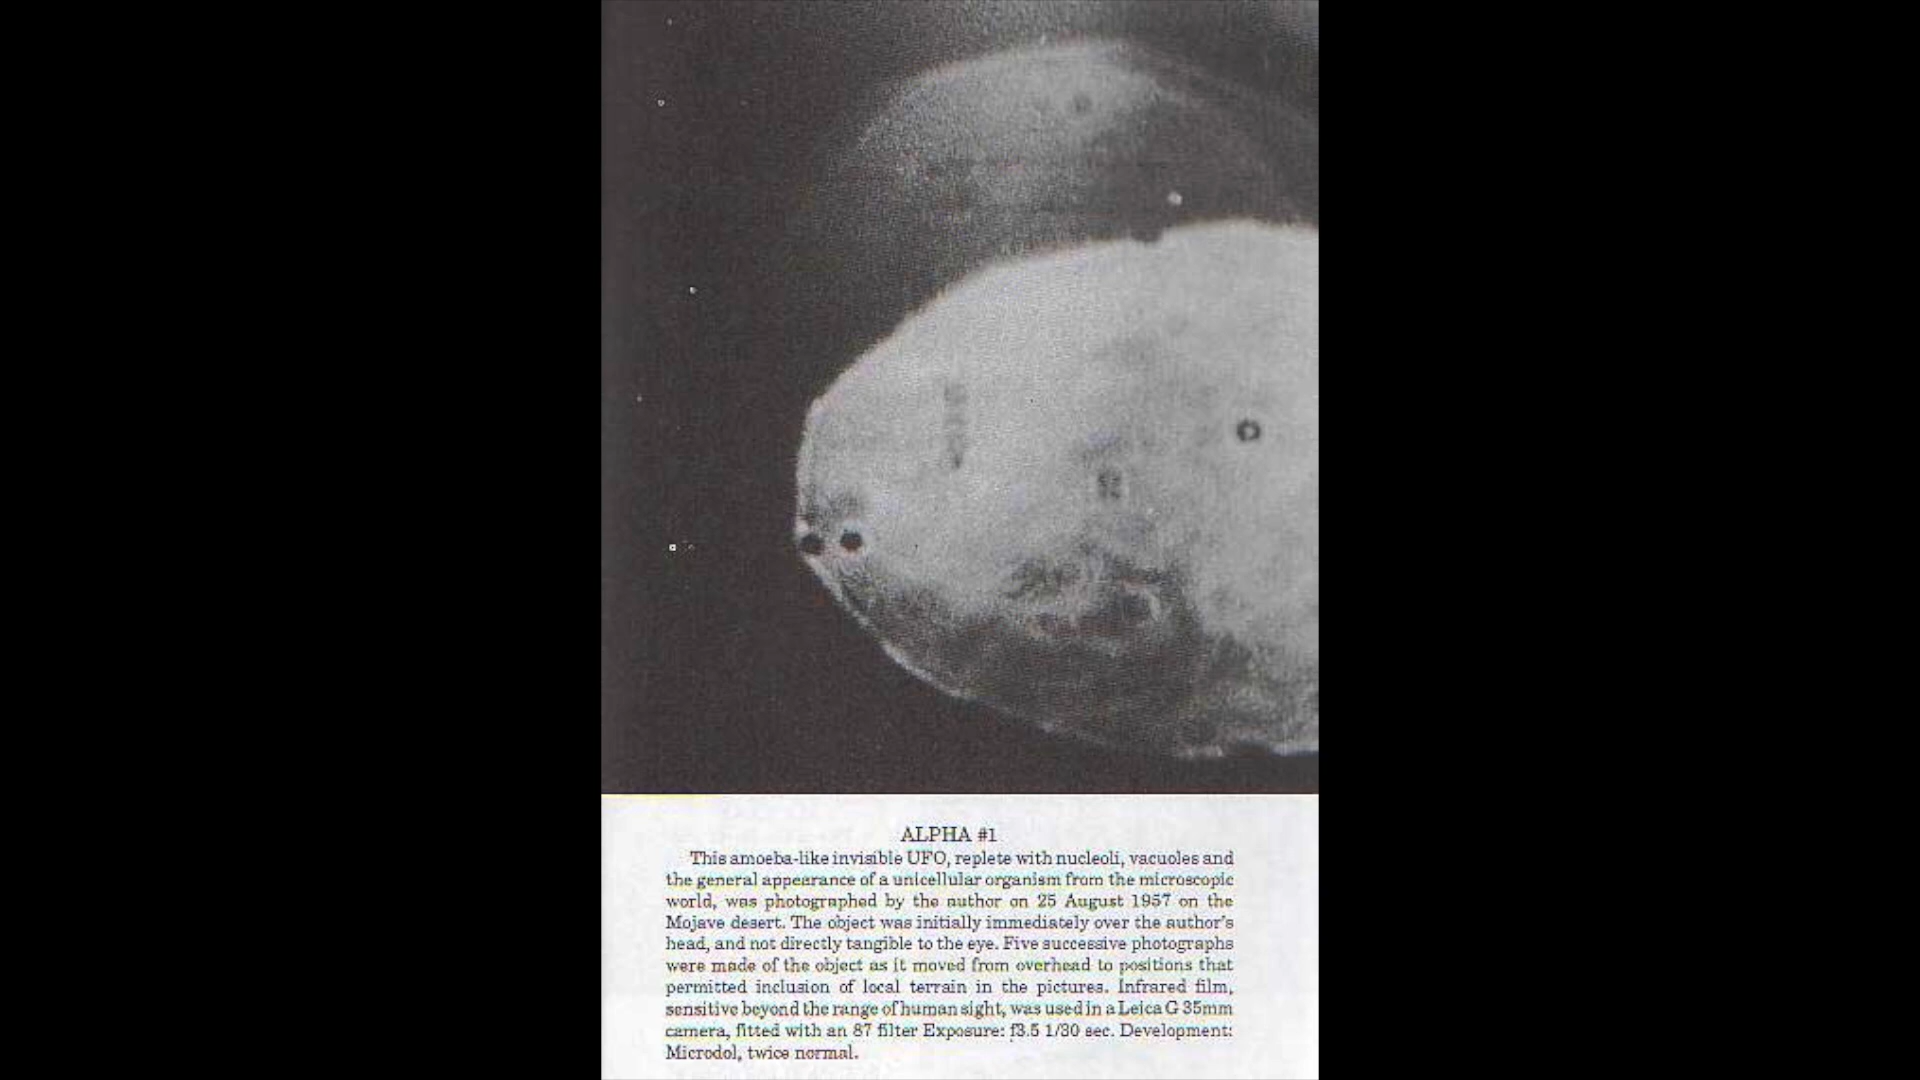 ALPHA #1
This amoeba-like invisible UFO, replete with nucleoli, vacuoles and
the general appearance of a unicellular organism from the microscopic
world, was photographed by the author on 25 August 1957 on the
Mojave desert. The object was initially immediately over the author's
head, and not directly tangible to the eye. Five successive photographs
were made of the object as it moved from overhead to positions that
permitted inclusion of local terrain in the pictures. Infrared film,
sensitive beyond the range of human sight, was used in a Leica G 35mm
camera, fitted with an 87 filter Exposure: f3.5 1/30 sec. Development:
Microdol, twice normal.